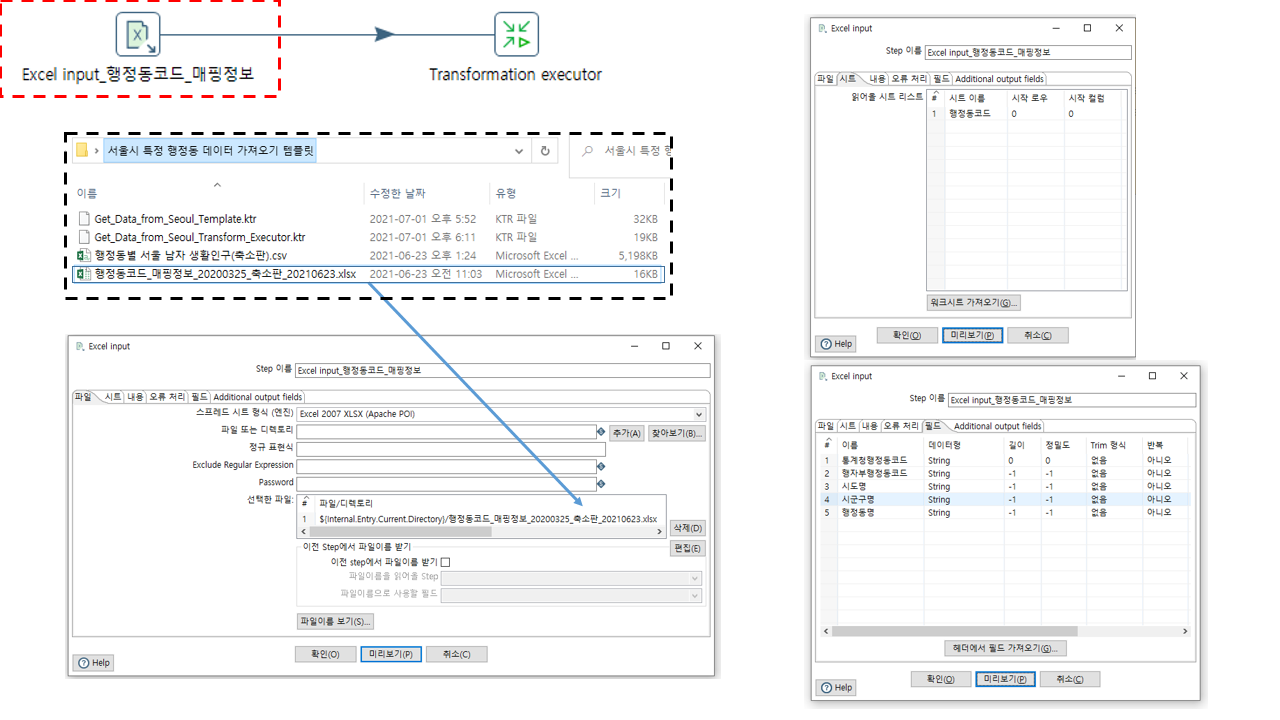 Excel input_행정동코드_매핑정보
Transformation executor
서울시 특정 행정동 데이터 가져오기 템플릿
서울시 특정 행
이름 수정한 날짜 유형 크기
Get_Data_from_Seoul_Template.ktr 2021-07-01 오후 5:52 KTR 파일 32KB
Get_Data_from_Seoul_Transform_Executor.ktr 2021-07-01 오후 6:11 KTR 파일 19KB
행정동별 서울 남자 생활인구(축소판).csv 2021-06-23 오후 1:24 Microsoft Excel ... 5,198KB
행정동코드_매핑정보_20200325_축소판_20210623.xlsx 2021-06-23 오전 11:03 Microsoft Excel ... 16KB
Excel input
Step 이름 Excel input_행정동코드_매핑정보
파일 시트 내용 오류 처리 필드 Additional output fields
스프레드 시트 형식 (엔진) Excel 2007 XLSX (Apache POI)
파일 또는 디렉토리 추가(A) 찾아보기(B)...
정규 표현식
Exclude Regular Expression
Password
선택한 파일: # 파일/디렉토리
1 ${Internal.Entry.Current.Directory}/행정동코드_매핑정보_20200325_축소판_20210623.xlsx
삭제(D)
편집(E)
이전 Step에서 파일이름 받기
이전 step에서 파일이름 받기
파일이름을 읽어올 Step
파일이름으로 사용할 필드
파일이름 보기(S)...
확인(O) 미리보기(P) 취소(C)
Help
Excel input
Step 이름 Excel input_행정동코드_매핑정보
파일 시트 내용 오류 처리 필드 Additional output fields
읽어올 시트 리스트 # 시트 이름 시작 로우 시작 컬럼
1 행정동코드 0 0
워크시트 가져오기(G)...
확인(O) 미리보기(P) 취소(C)
Help
Excel input
Step 이름 Excel input_행정동코드_매핑정보
파일 시트 내용 오류 처리 필드 Additional output fields
# 이름 데이터형 길이 정밀도 Trim 형식 반복
1 통계청행정동코드 String 0 0 없음 아니오
2 행자부행정동코드 String -1 -1 없음 아니오
3 시도명 String -1 -1 없음 아니오
4 시군구명 String -1 -1 없음 아니오
5 행정동명 String -1 -1 없음 아니오
헤더에서 필드 가져오기(G)...
확인(O) 미리보기(P) 취소(C)
Help